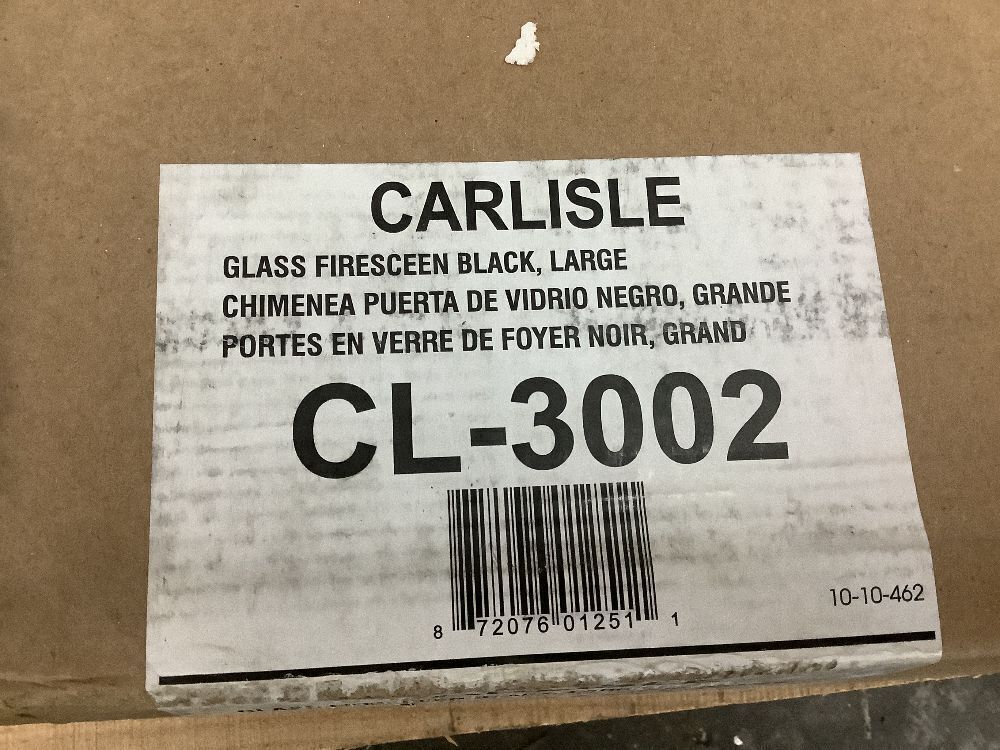 CARLISLE
GLASS FIRESCEEN BLACK, LARGE
CHIMENEA PUERTA DE VIDRIO NEGRO, GRANDE
PORTES EN VERRE DE FOYER NOIR, GRAND
CL-3002
8 72076 01251 1
10-10-462